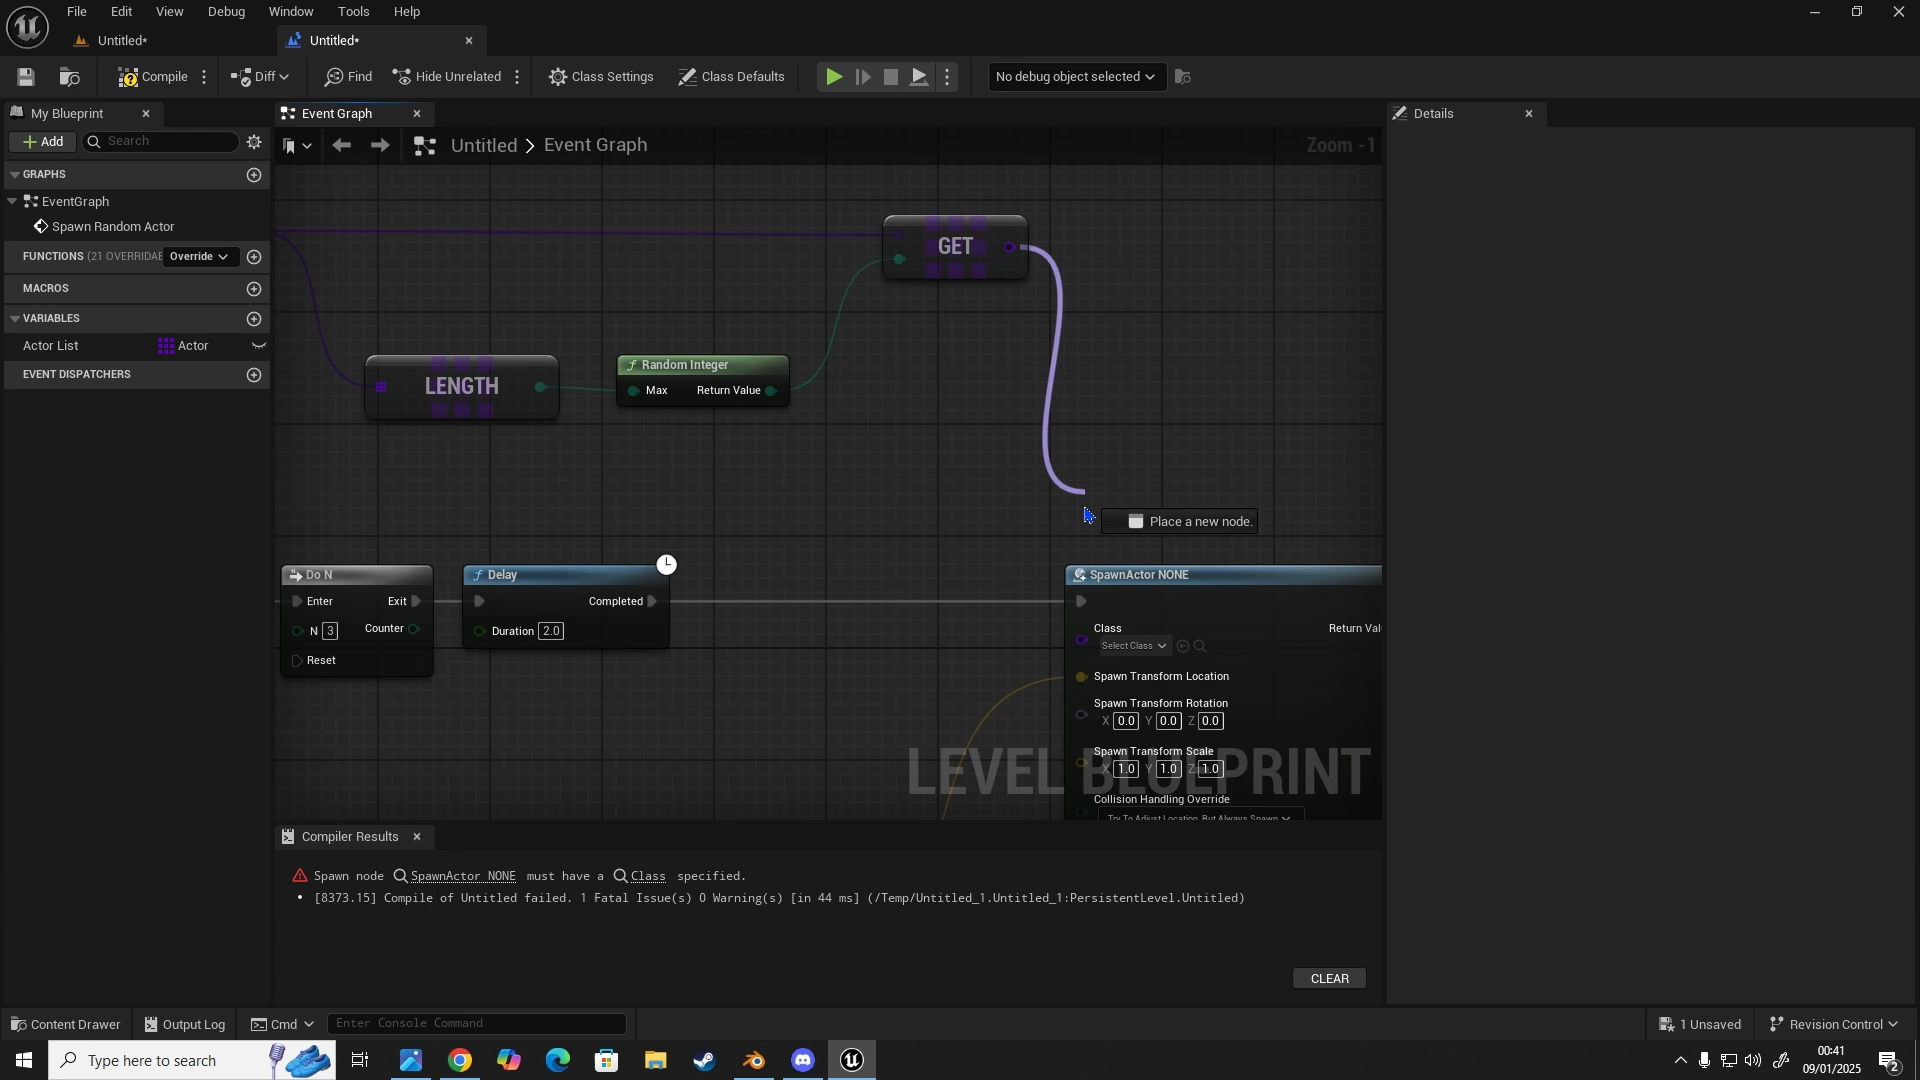 File Edit View Debug Window Tools Help
Untitled*
Untitled*
Compile Diff Find Hide Unrelated Class Settings Class Defaults No debug object selected
My Blueprint
Event Graph
Details
Add Search
Untitled > Event Graph Zoom -1
GRAPHS
EventGraph
Spawn Random Actor
FUNCTIONS (21 OVERRIDAE Override
MACROS
VARIABLES
Actor List Actor
EVENT DISPATCHERS
GET
LENGTH
f Random Integer
Max Return Value
Place a new node.
Do N
Enter Exit
N 3 Counter
Reset
f Delay
Completed
Duration 2.0
SpawnActor NONE
Class Return Val
Select Class
Spawn Transform Location
Spawn Transform Rotation
X 0.0 Y 0.0 Z 0.0
Spawn Transform Scale
X 1.0 Y 1.0 Z 1.0
Collision Handling Override
Try To Adjust Location, But Always Spawn
LEVEL BLUEPRINT
Compiler Results
Spawn node SpawnActor NONE must have a Class specified.
• [8373.15] Compile of Untitled failed. 1 Fatal Issue(s) 0 Warning(s) [in 44 ms] (/Temp/Untitled_1.Untitled_1:PersistentLevel.Untitled)
CLEAR
Content Drawer Output Log Cmd Enter Console Command 1 Unsaved Revision Control
Type here to search
00:41
09/01/2025
2